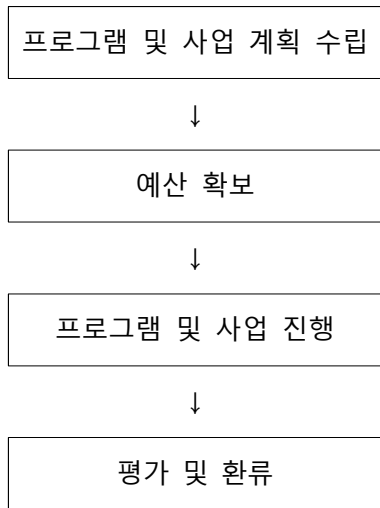 프로그램 및 사업 계획 수립
↓
예산 확보
↓
프로그램 및 사업 진행
↓
평가 및 환류